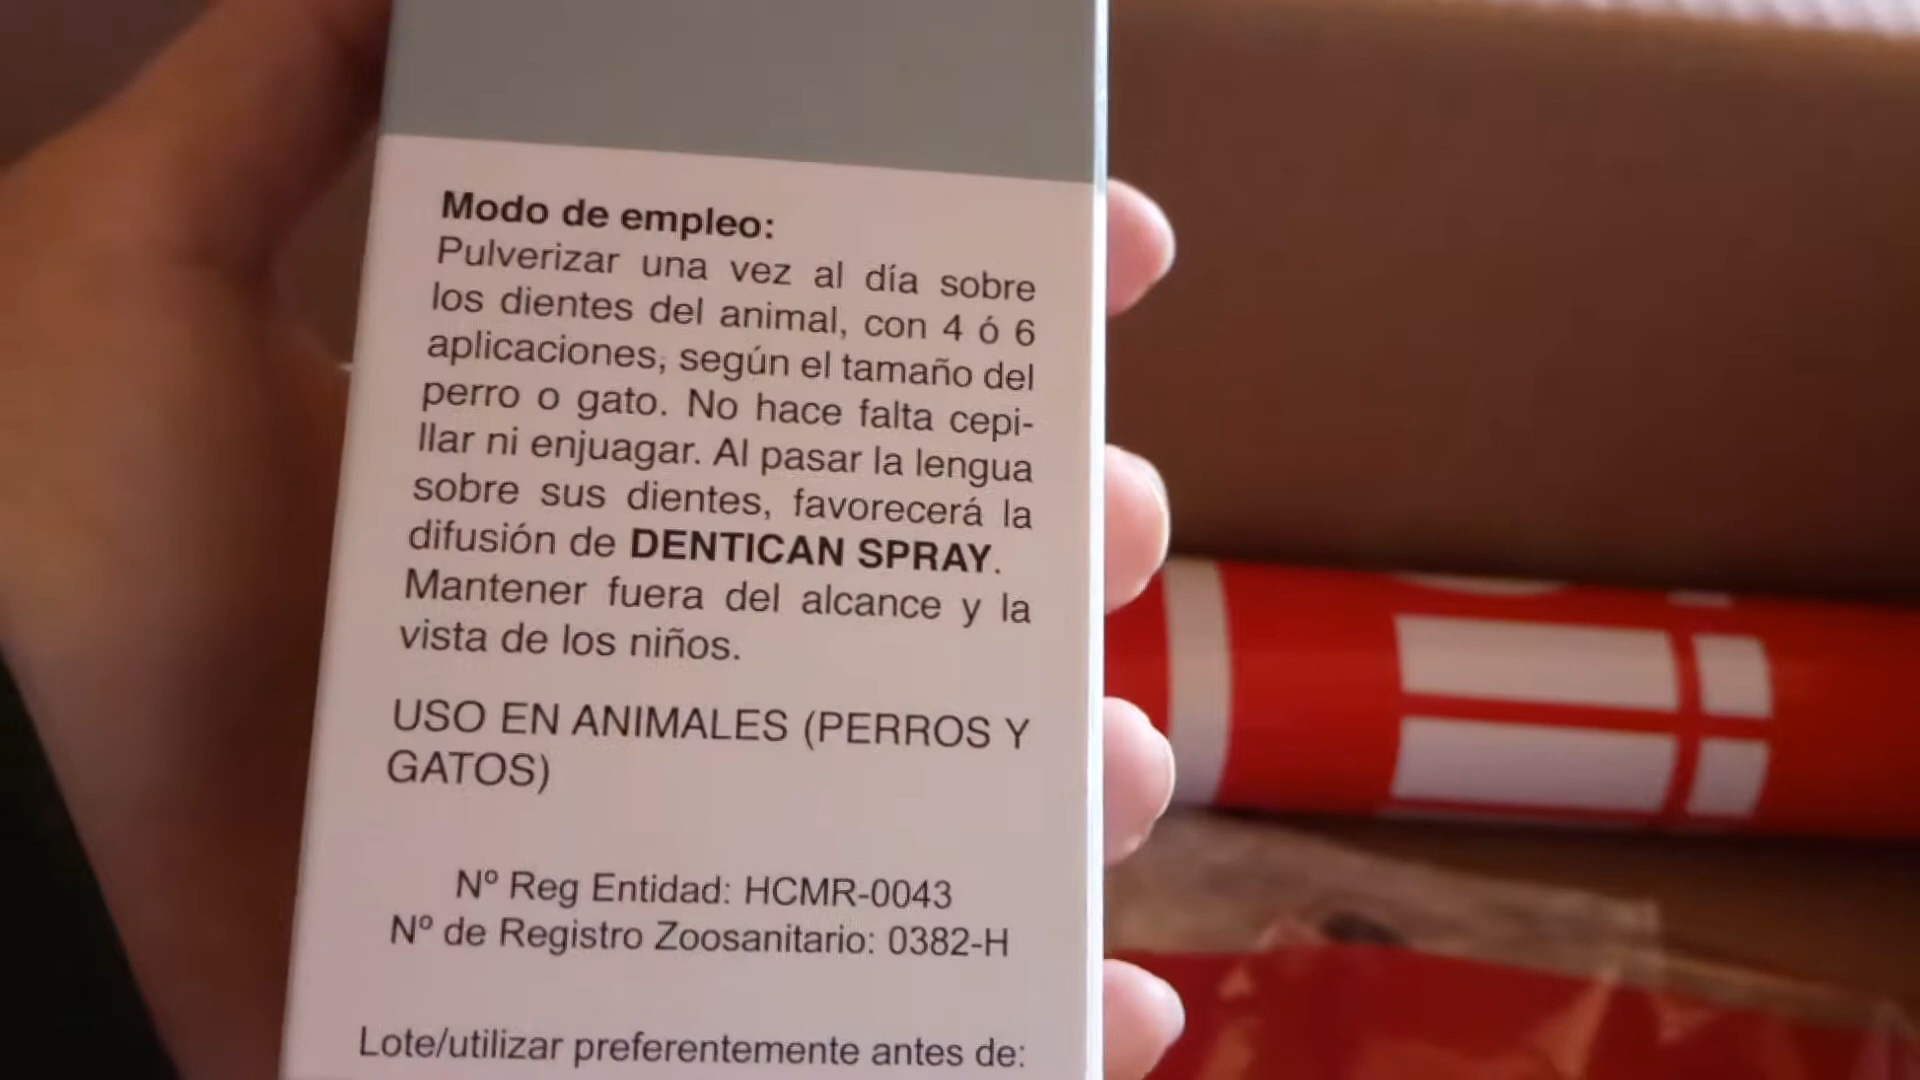 Modo de empleo:
Pulverizar una vez al día sobre
los dientes del animal, con 4 ó 6
aplicaciones, según el tamaño del
perro o gato. No hace falta cepi-
llar ni enjuagar. Al pasar la lengua
sobre sus dientes, favorecerá la
difusión de DENTICAN SPRAY.
Mantener fuera del alcance y la
vista de los niños.
USO EN ANIMALES (PERROS Y
GATOS)
Nº Reg Entidad: HCMR-0043
Nº de Registro Zoosanitario: 0382-H
Lote/utilizar preferentemente antes de: